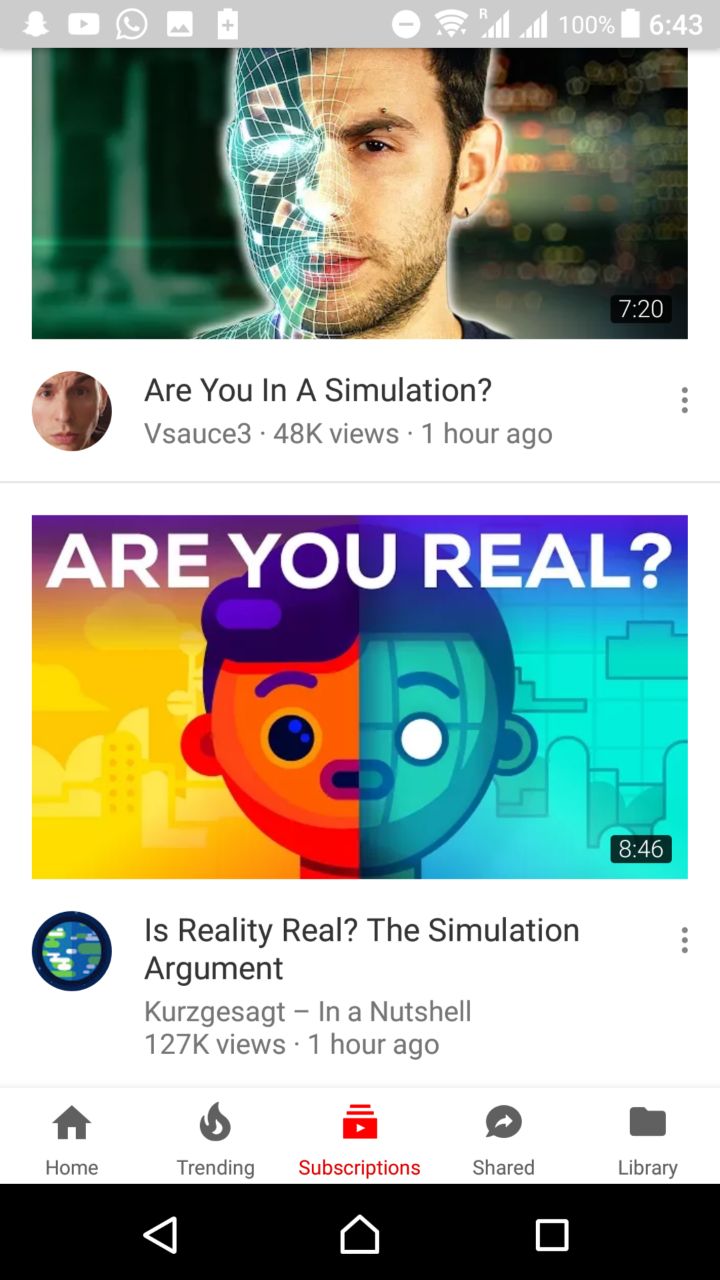 R 100% 6:43
7:20
Are You In A Simulation?
Vsauce3 · 48K views · 1 hour ago
ARE YOU REAL?
8:46
Is Reality Real? The Simulation
Argument
Kurzgesagt – In a Nutshell
127K views · 1 hour ago
Home Trending Subscriptions Shared Library